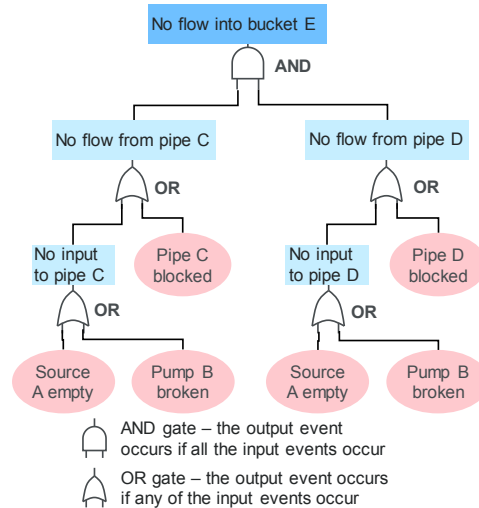 No flow into bucket E
AND
No flow from pipe C
No flow from pipe D
OR
OR
No input
to pipe C
Pipe C
blocked
No input
to pipe D
Pipe D
blocked
OR
OR
Source
A empty
Pump B
broken
Source
A empty
Pump B
broken
AND gate – the output event
occurs if all the input events occur
OR gate – the output event occurs
if any of the input events occur